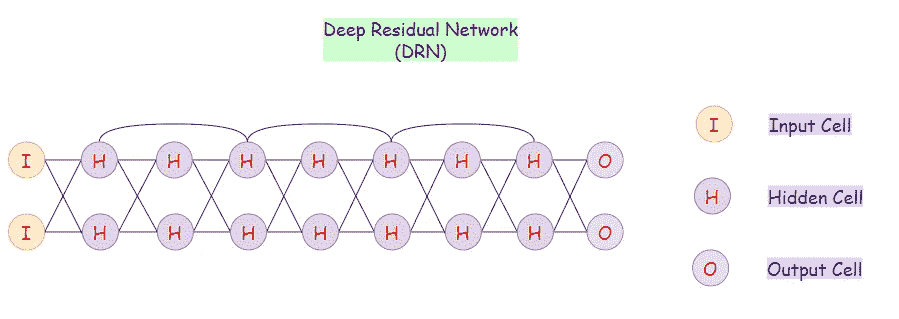 Deep Residual Network
(DRN)
I H H H H H H H O
I H H H H H H H O
I Input Cell
H Hidden Cell
O Output Cell